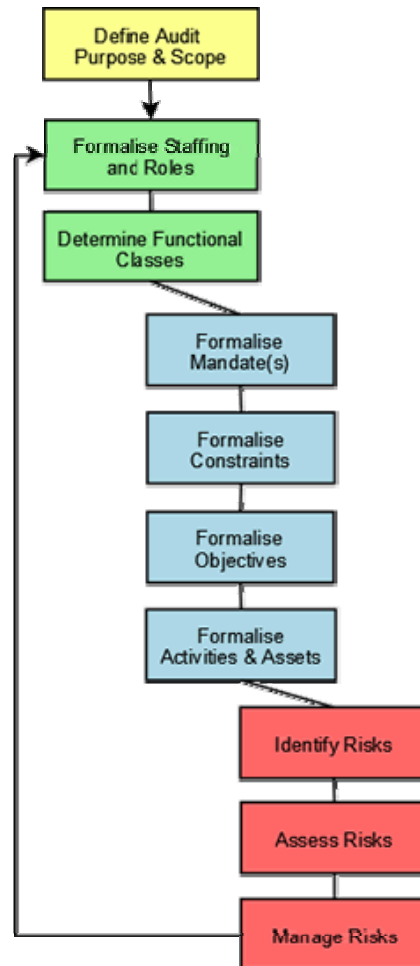 Define Audit
Purpose & Scope
Formalise Staffing
and Roles
Determine Functional
Classes
Formalise
Mandate(s)
Formalise
Constraints
Formalise
Objectives
Formalise
Activities & Assets
Identify Risks
Assess Risks
Manage Risks